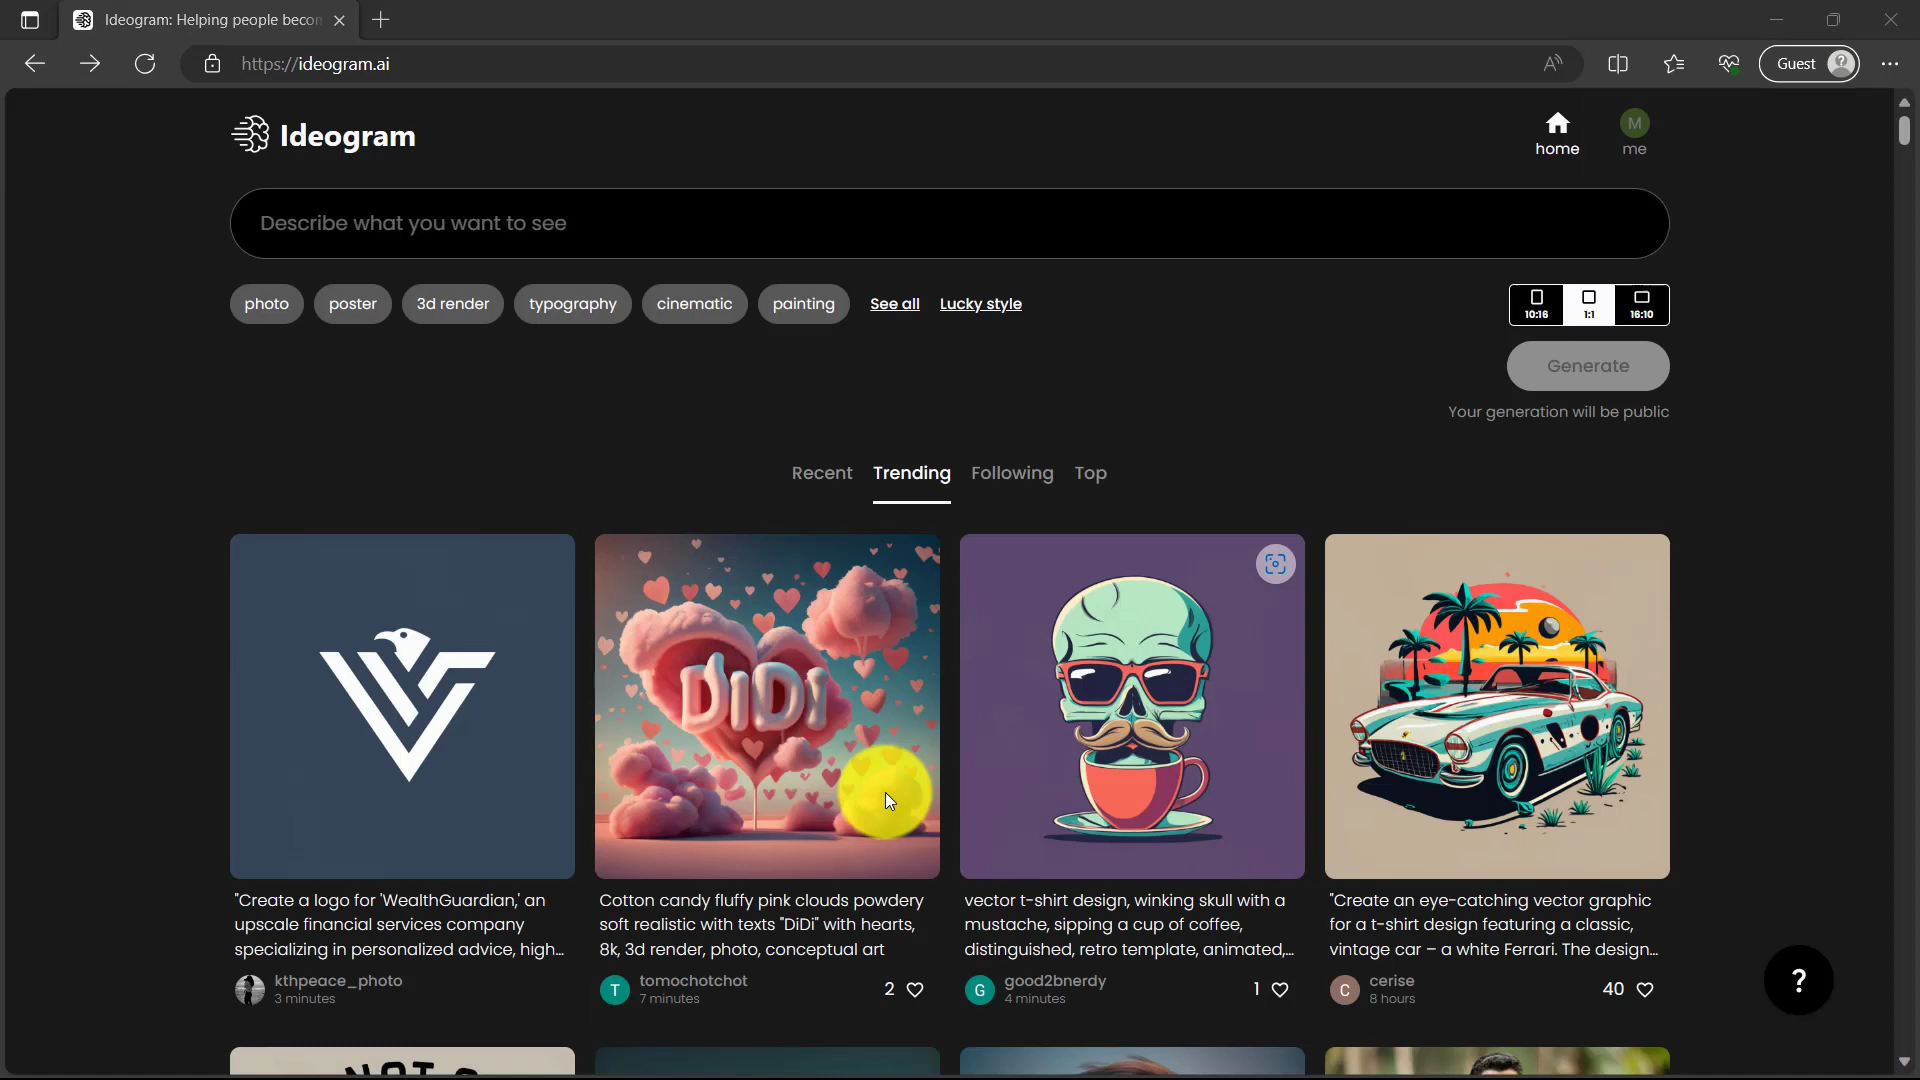 Ideogram: Helping people becon
https://ideogram.ai
Guest
Ideogram
home
M
me
Describe what you want to see
photo
poster
3d render
typography
cinematic
painting
See all
Lucky style
10:16
1:1
16:10
Generate
Your generation will be public
Recent
Trending
Following
Top
DiDi
"Create a logo for 'WealthGuardian,' an
upscale financial services company
specializing in personalized advice, high...
kthpeace_photo
3 minutes
Cotton candy fluffy pink clouds powdery
soft realistic with texts "DiDi" with hearts,
8k, 3d render, photo, conceptual art
T
tomochotchot
7 minutes
2
vector t-shirt design, winking skull with a
mustache, sipping a cup of coffee,
distinguished, retro template, animated,...
G
good2bnerdy
4 minutes
1
"Create an eye-catching vector graphic
for a t-shirt design featuring a classic,
vintage car – a white Ferrari. The design...
C
cerise
8 hours
40
?